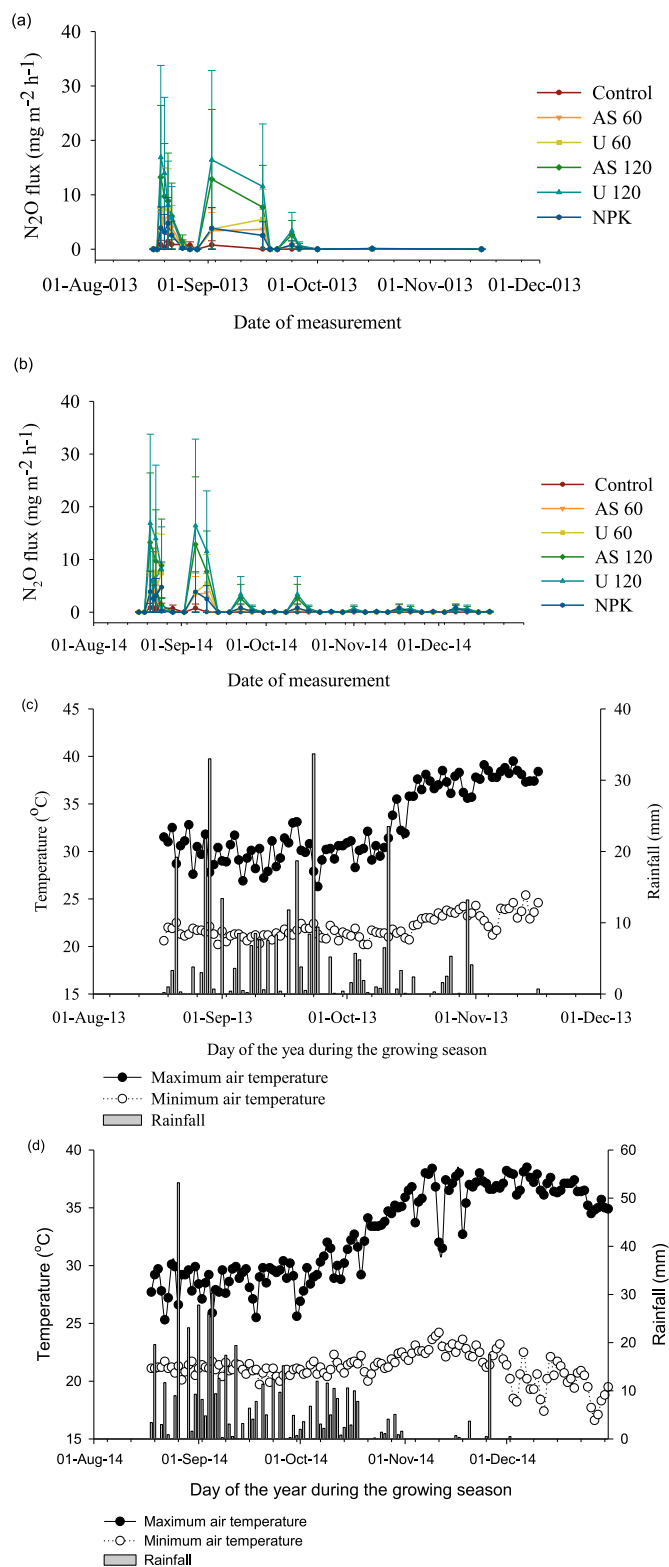 (a)
40
30
20
10
0
N2O flux (mg m-2 h-1)
Control
AS 60
U 60
AS 120
U 120
NPK
01-Aug-013 01-Sep-013 01-Oct-013 01-Nov-013 01-Dec-013
Date of measurement
(b)
40
30
20
10
0
N2O flux (mg m-2 h-1)
Control
AS 60
U 60
AS 120
U 120
NPK
01-Aug-14 01-Sep-14 01-Oct-14 01-Nov-14 01-Dec-14
Date of measurement
(c)
45
40
35
30
25
20
15
Temperature (oC)
40
30
20
10
0
Rainfall (mm)
01-Aug-13 01-Sep-13 01-Oct-13 01-Nov-13 01-Dec-13
Day of the yea during the growing season
Maximum air temperature
Minimum air temperature
Rainfall
(d)
40
35
30
25
20
15
Temperature (oC)
60
50
40
30
20
10
0
Rainfall (mm)
01-Aug-14 01-Sep-14 01-Oct-14 01-Nov-14 01-Dec-14
Day of the year during the growing season
Maximum air temperature
Minimum air temperature
Rainfall